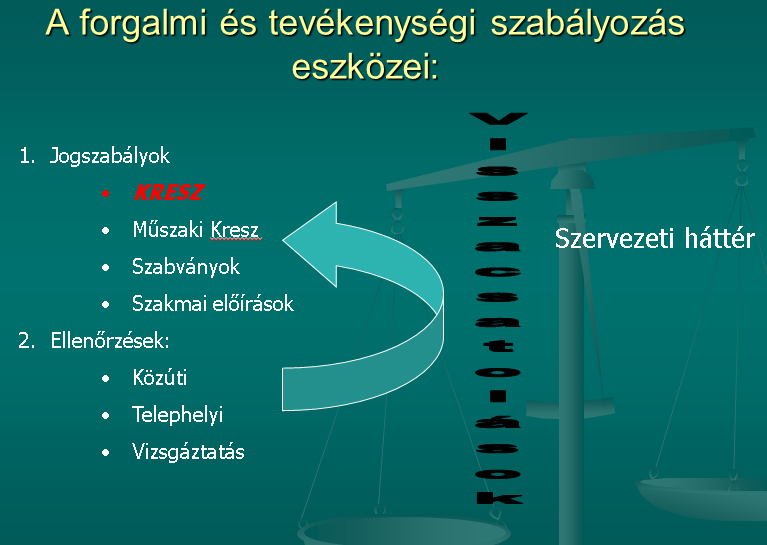 A forgalmi és tevékenységi szabályozás
eszközei:
1. Jogszabályok
• KRESZ
• Műszaki Kresz
• Szabványok
• Szakmai előírások
2. Ellenőrzések:
• Közúti
• Telephelyi
• Vizsgáztatás
Visszacsatolások
Szervezeti háttér